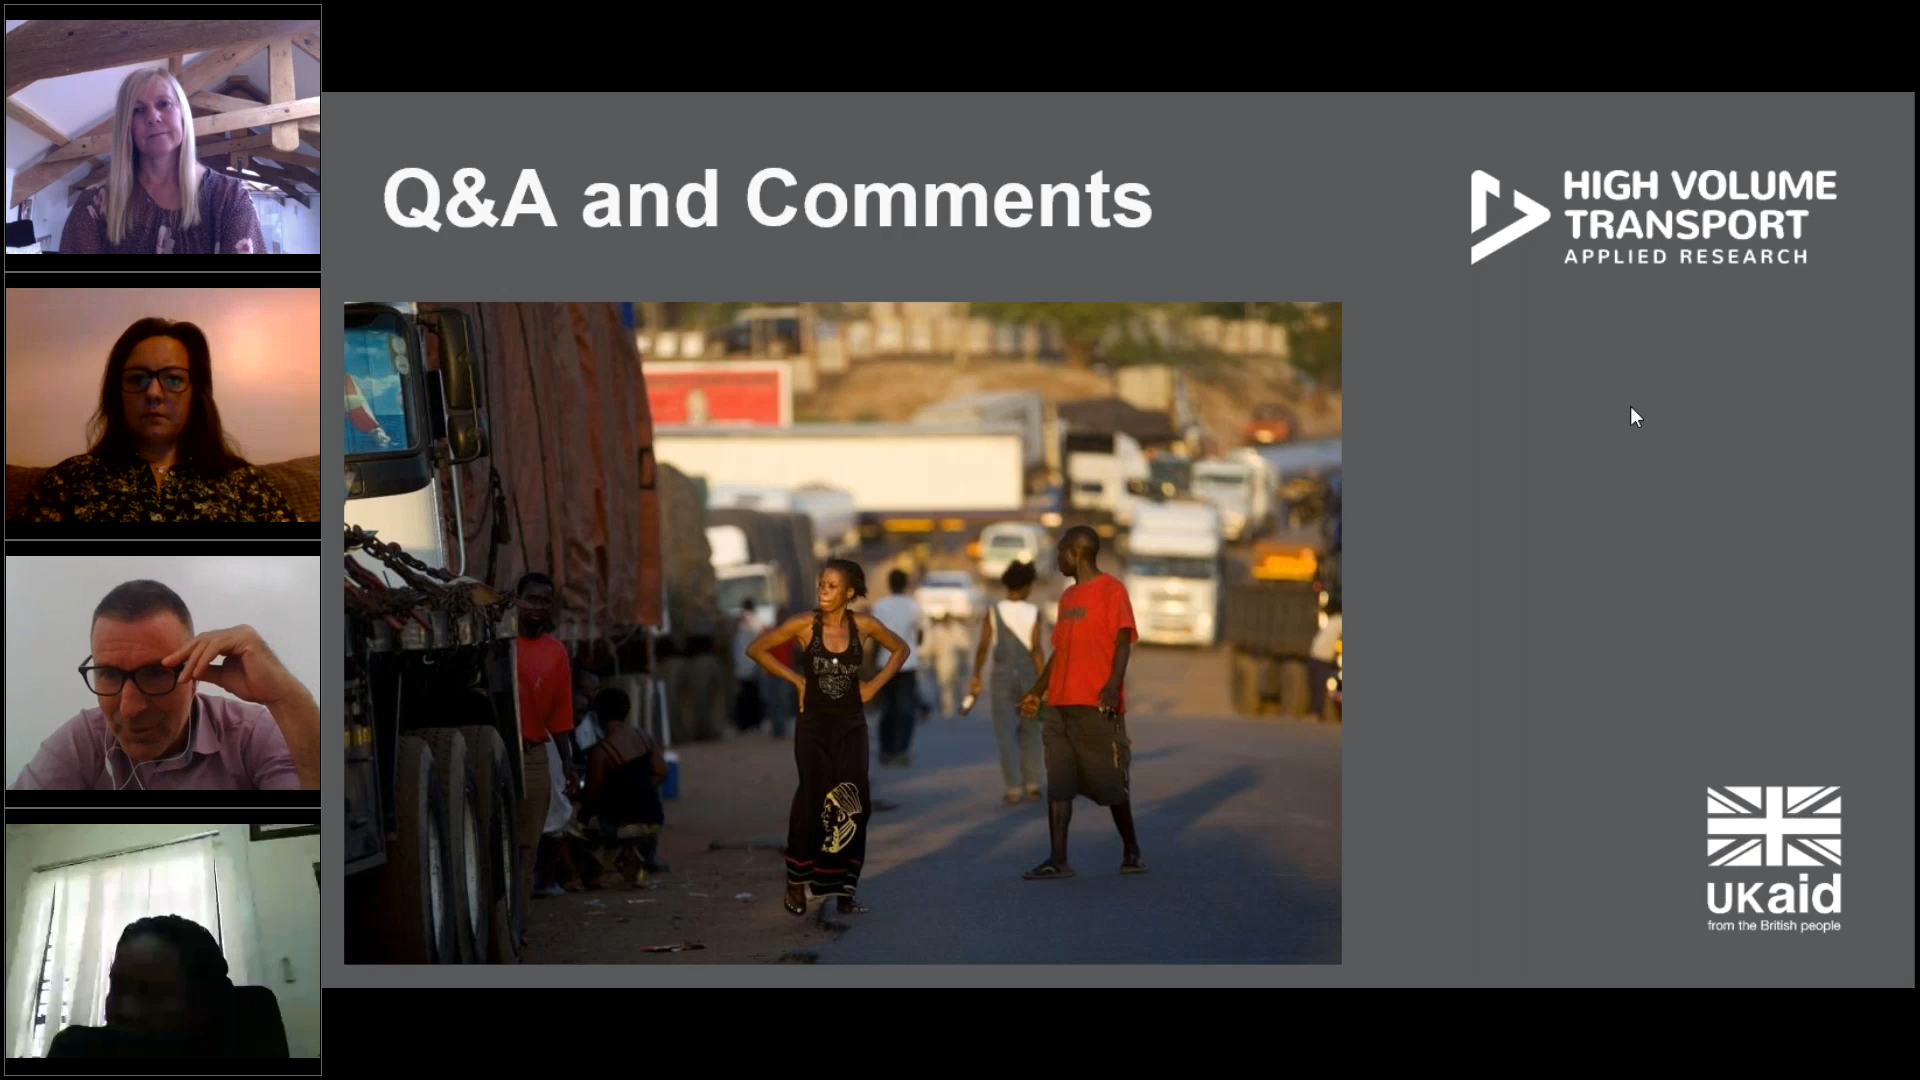 Q&A and Comments
HIGH VOLUME
TRANSPORT
APPLIED RESEARCH
UKaid
from the British people